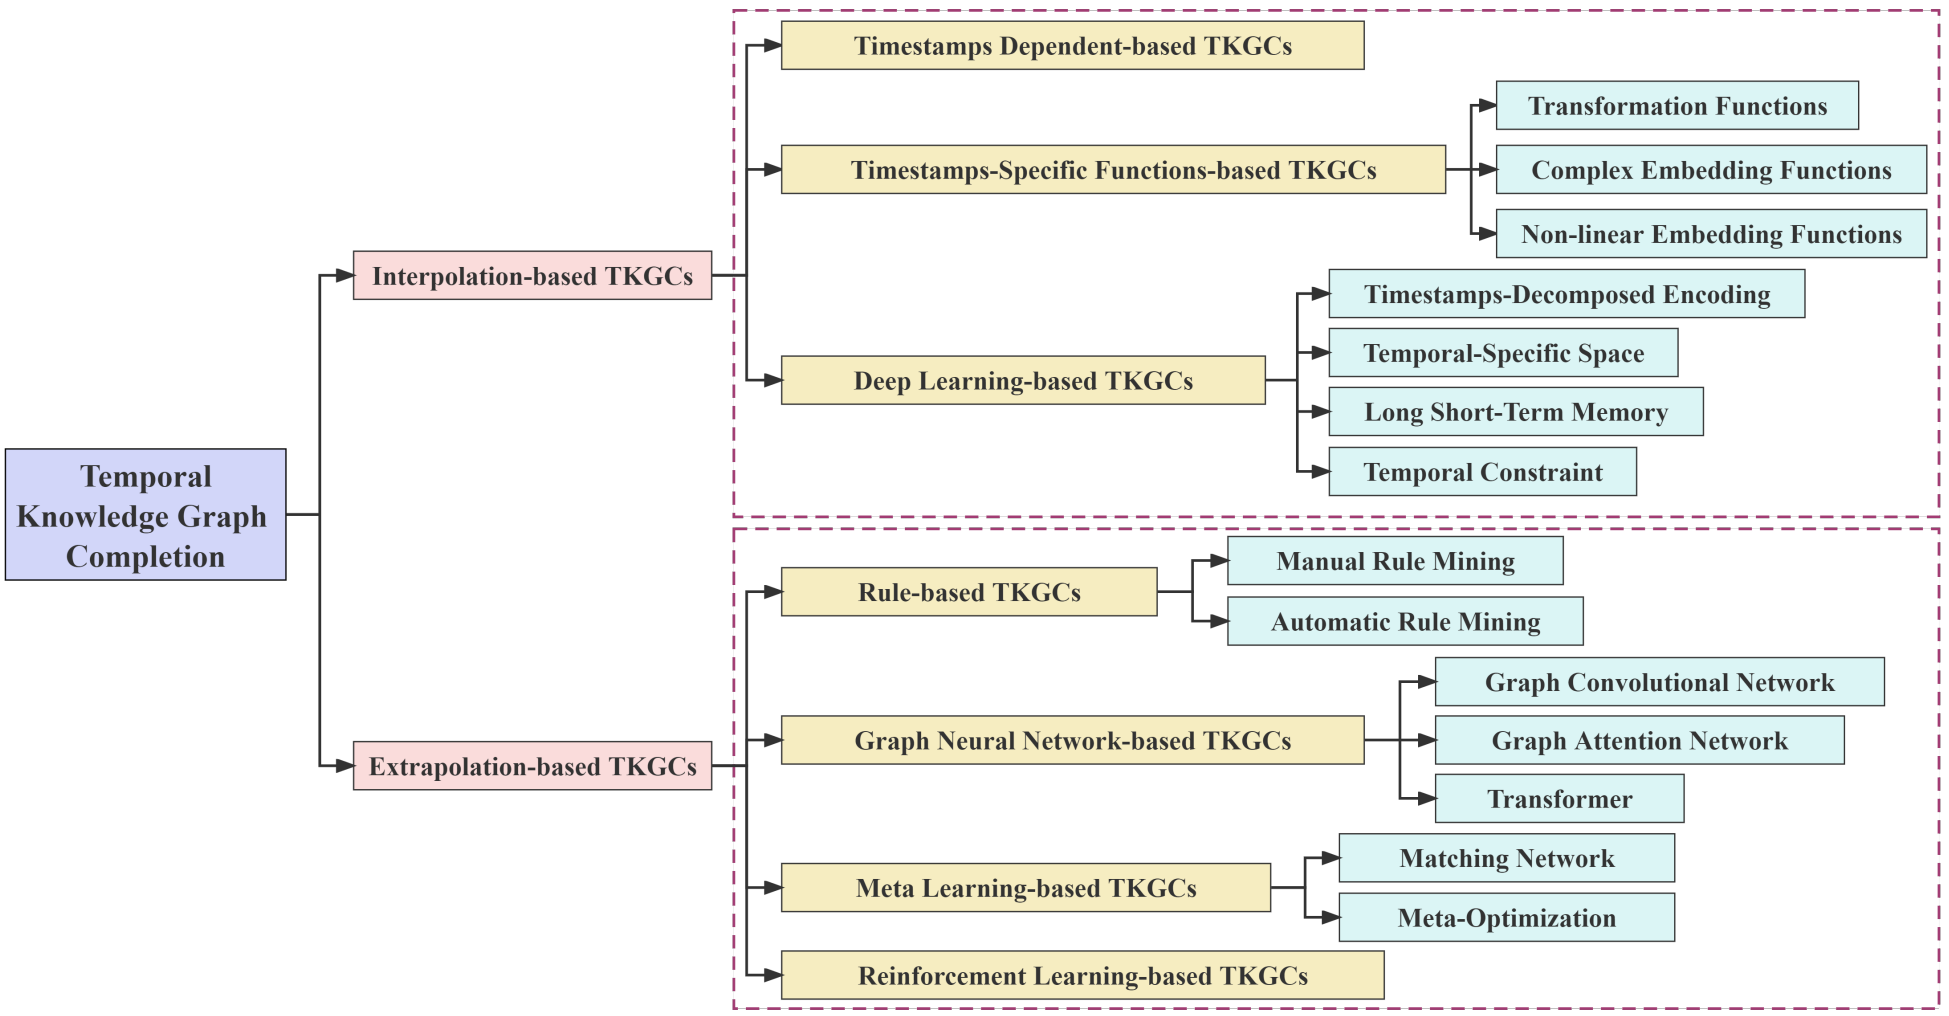 Temporal
Knowledge Graph
Completion
Interpolation-based TKGCs
Timestamps Dependent-based TKGCs
Timestamps-Specific Functions-based TKGCs
Transformation Functions
Complex Embedding Functions
Non-linear Embedding Functions
Deep Learning-based TKGCs
Timestamps-Decomposed Encoding
Temporal-Specific Space
Long Short-Term Memory
Temporal Constraint
Extrapolation-based TKGCs
Rule-based TKGCs
Manual Rule Mining
Automatic Rule Mining
Graph Neural Network-based TKGCs
Graph Convolutional Network
Graph Attention Network
Transformer
Meta Learning-based TKGCs
Matching Network
Meta-Optimization
Reinforcement Learning-based TKGCs